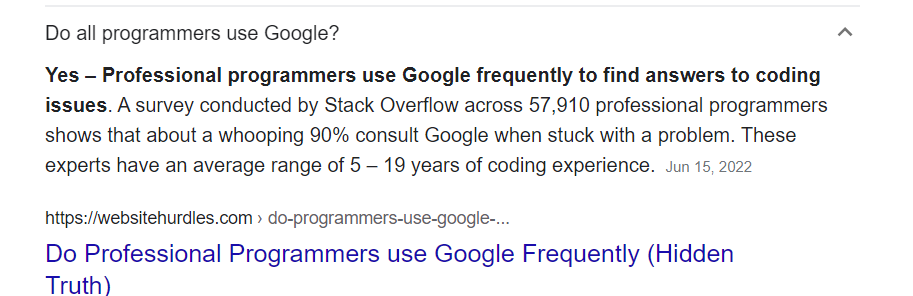 Do all programmers use Google?
Yes – Professional programmers use Google frequently to find answers to coding
issues. A survey conducted by Stack Overflow across 57,910 professional programmers
shows that about a whooping 90% consult Google when stuck with a problem. These
experts have an average range of 5 – 19 years of coding experience. Jun 15, 2022
https://websitehurdles.com › do-programmers-use-google-...
Do Professional Programmers use Google Frequently (Hidden
Truth)